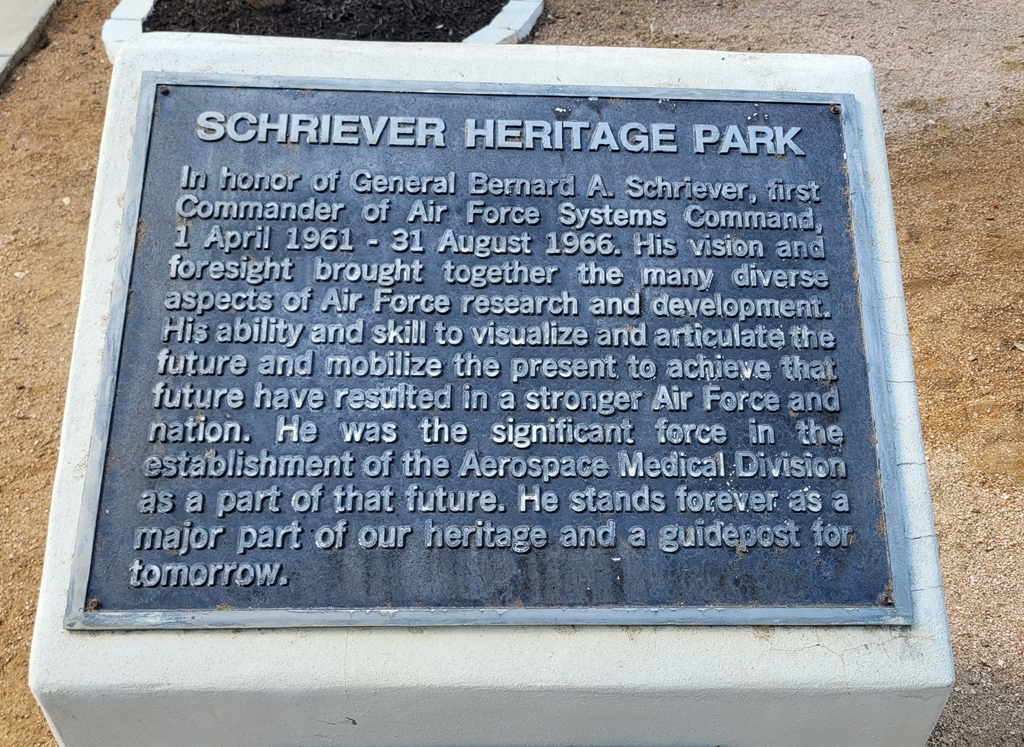 SCHRIEVER HERITAGE PARK
In honor of General Bernard A. Schriever, first
Commander of Air Force Systems Command,
1 April 1961 - 31 August 1966. His vision and
foresight brought together the many diverse
aspects of Air Force research and development.
His ability and skill to visualize and articulate the
future and mobilize the present to achieve that
future have resulted in a stronger Air Force and
nation. He was the significant force in the
establishment of the Aerospace Medical Division
as a part of that future. He stands forever as a
major part of our heritage and a guidepost for
tomorrow.